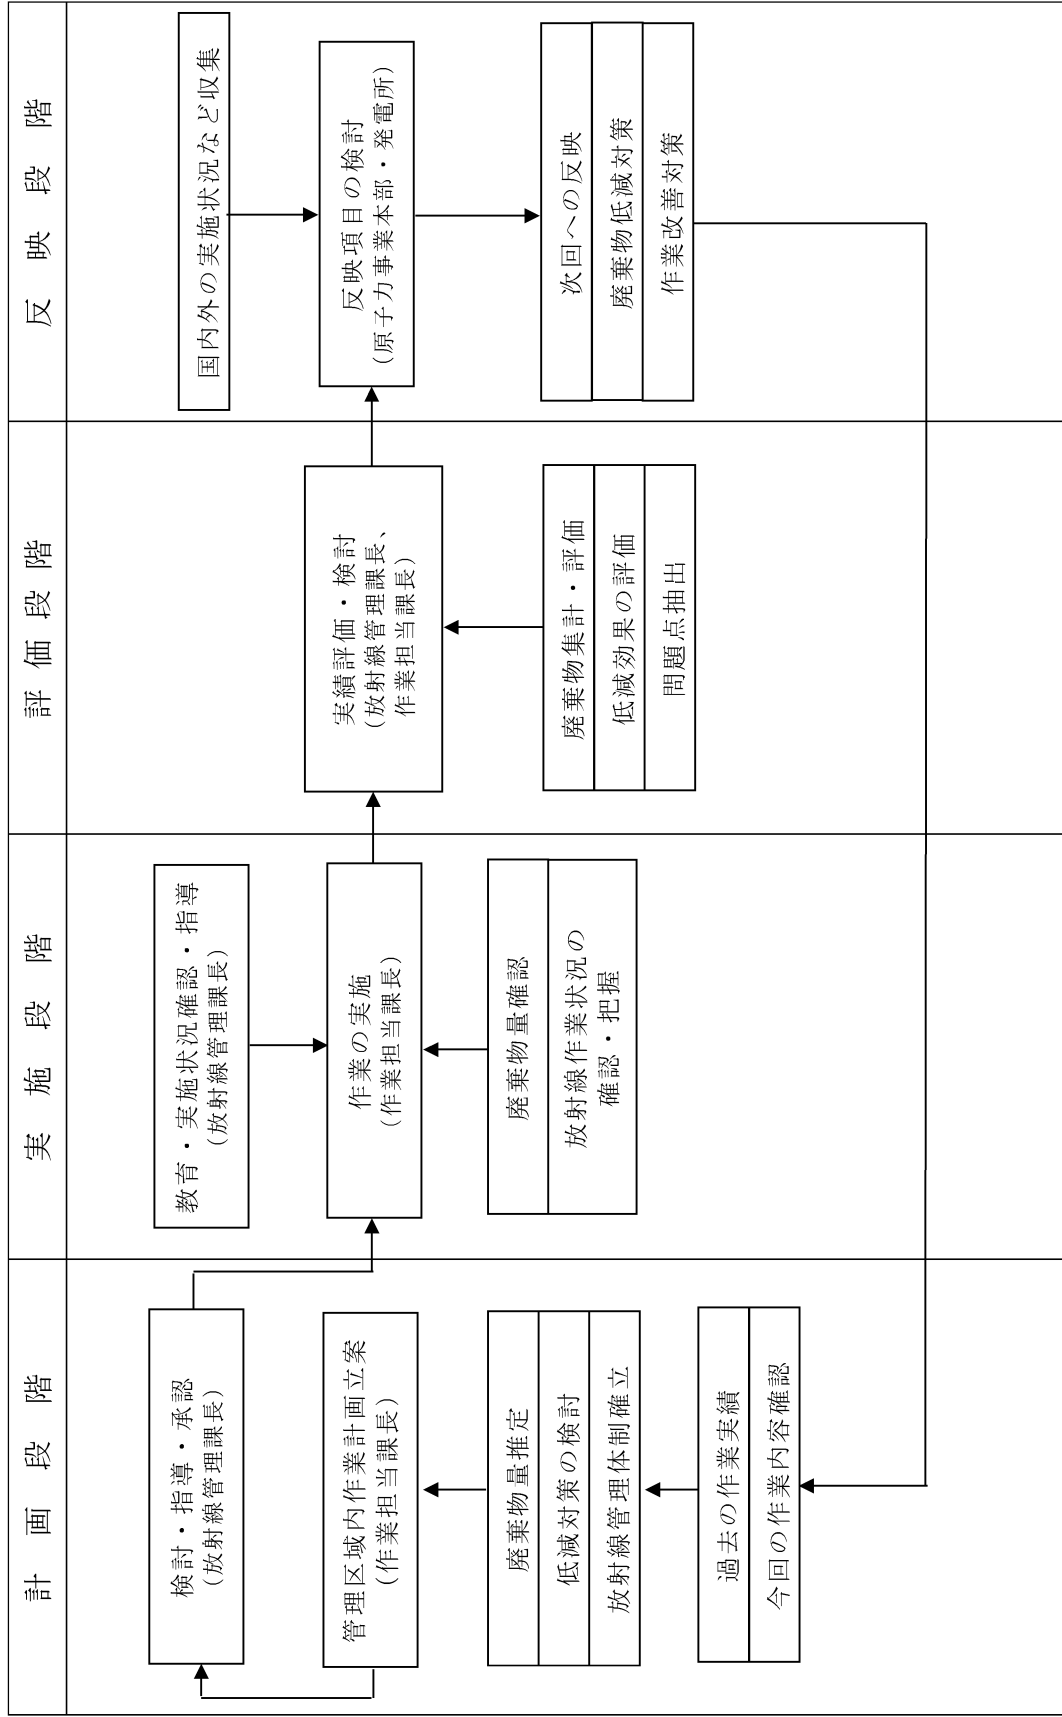 計画段階
検討・指導・承認
(放射線管理課長)
管理区域内作業計画立案
(作業担当課長)
廃棄物量推定
低減対策の検討
放射線管理体制確立
過去の作業実績
今回の作業内容確認
実施段階
教育・実施状況確認・指導
(放射線管理課長)
作業の実施
(作業担当課長)
廃棄物量確認
放射線作業状況の
確認・把握
評価段階
実績評価・検討
(放射線管理課長、
作業担当課長)
廃棄物集計・評価
低減効果の評価
問題点抽出
反映段階
国内外の実施状況など収集
反映項目の検討
(原子力事業本部・発電所)
次回への反映
廃棄物低減対策
作業改善対策